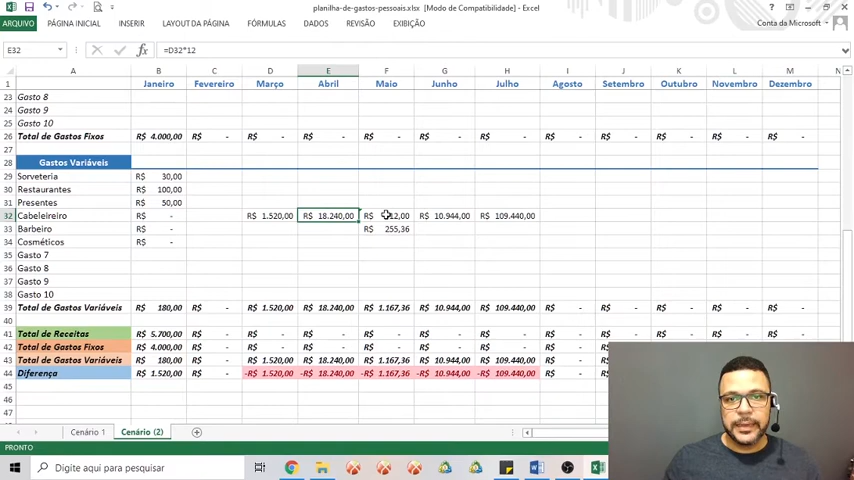 planilha-de-gastos-pessoais.xlsx [Modo de Compatibilidade] - Excel
ARQUIVO PÁGINA INICIAL INSERIR LAYOUT DA PÁGINA FÓRMULAS DADOS REVISÃO EXIBIÇÃO Conta da Microsoft
E32 fx =D32*12
A B C D E F G H I J K L M N
1 Janeiro Fevereiro Março Abril Maio Junho Julho Agosto Setembro Outubro Novembro Dezembro
23 Gasto 8
24 Gasto 9
25 Gasto 10
26 Total de Gastos Fixos R$ 4.000,00 R$ - R$ - R$ - R$ - R$ - R$ - R$ - R$ - R$ - R$ - R$ -
27
28 Gastos Variáveis
29 Sorveteria R$ 30,00
30 Restaurantes R$ 100,00
31 Presentes R$ 50,00
32 Cabeleireiro R$ - R$ 1.520,00 R$ 18.240,00 R$ 12,00 R$ 10.944,00 R$ 109.440,00
33 Barbeiro R$ - R$ 255,36
34 Cosméticos R$ -
35 Gasto 7
36 Gasto 8
37 Gasto 9
38 Gasto 10
39 Total de Gastos Variáveis R$ 180,00 R$ - R$ 1.520,00 R$ 18.240,00 R$ 1.167,36 R$ 10.944,00 R$ 109.440,00 R$ - R$ - R$ - R$ - R$ -
40
41 Total de Receitas R$ 5.700,00 R$ - R$ - R$ - R$ - R$ - R$ - R$ - R$ - R$ - R$ - R$ -
42 Total de Gastos Fixos R$ 4.000,00 R$ - R$ - R$ - R$ - R$ - R$ - R$ - R$
43 Total de Gastos Variáveis R$ 180,00 R$ - R$ 1.520,00 R$ 18.240,00 R$ 1.167,36 R$ 10.944,00 R$ 109.440,00 R$ - R$
44 Diferença R$ 1.520,00 R$ - -R$ 1.520,00 -R$ 18.240,00 -R$ 1.167,36 -R$ 10.944,00 -R$ 109.440,00 R$ - R$
45
46
47
Cenário 1 Cenário (2)
PRONTO
Digite aqui para pesquisar